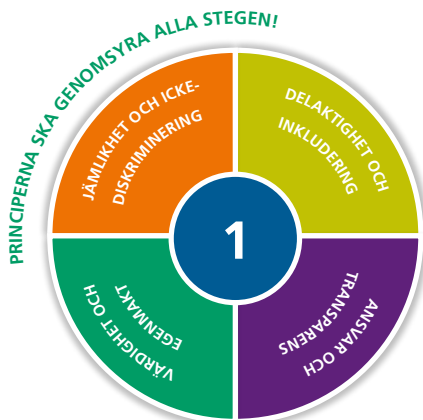 PRINCIPERNA SKA GENOMSYRA ALLA STEGEN!
JÄMLIKHET OCH ICKE-
DISKRIMINERING
DELAKTIGHET OCH
INKLUDERING
1
VÄRDIGHET OCH
EGENMAKT
ANSVAR OCH
TRANSPARENS